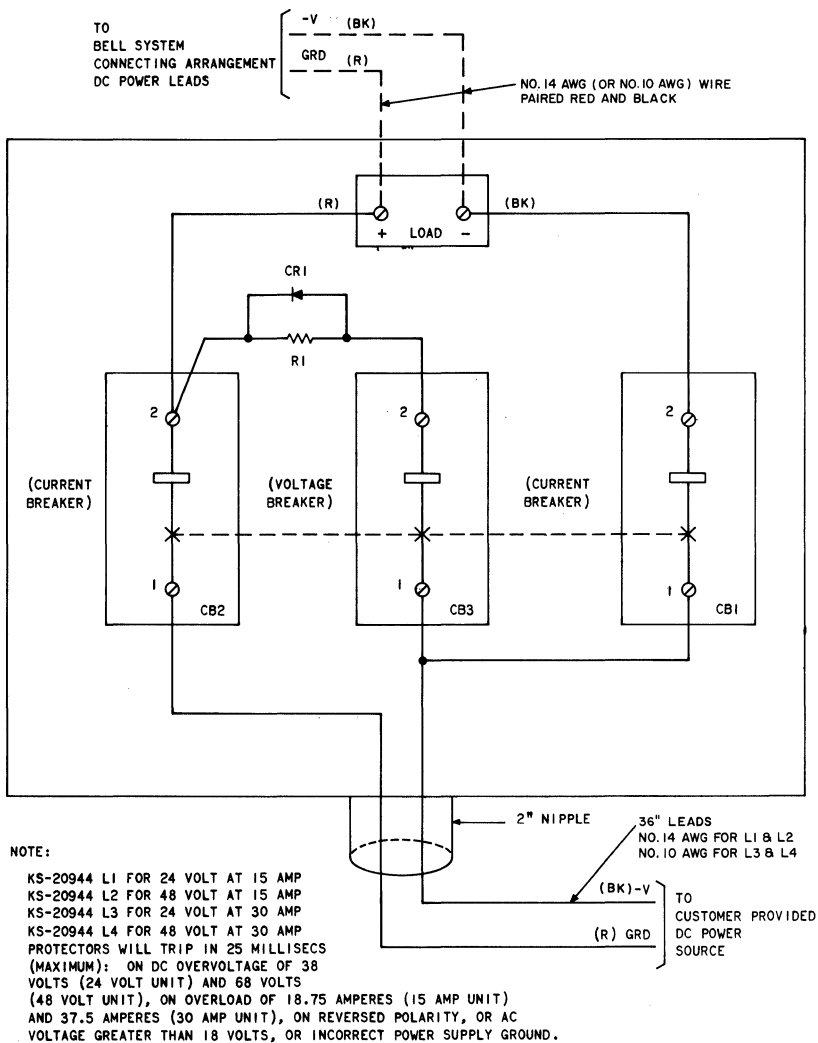 TO
BELL SYSTEM
CONNECTING ARRANGEMENT
DC POWER LEADS
-V (BK)
GRD (R)
NO. 14 AWG (OR NO. 10 AWG) WIRE
PAIRED RED AND BLACK
(R)
(BK)
+ LOAD -
CR1
R1
2
2
2
(CURRENT
BREAKER)
(VOLTAGE
BREAKER)
(CURRENT
BREAKER)
1
1
1
CB2
CB3
CB1
2" NIPPLE
36" LEADS
NO. 14 AWG FOR L1 & L2
NO. 10 AWG FOR L3 & L4
(BK)-V
(R) GRD
TO
CUSTOMER PROVIDED
DC POWER
SOURCE
NOTE:
KS-20944 L1 FOR 24 VOLT AT 15 AMP
KS-20944 L2 FOR 48 VOLT AT 15 AMP
KS-20944 L3 FOR 24 VOLT AT 30 AMP
KS-20944 L4 FOR 48 VOLT AT 30 AMP
PROTECTORS WILL TRIP IN 25 MILLISECS
(MAXIMUM): ON DC OVERVOLTAGE OF 38
VOLTS (24 VOLT UNIT) AND 68 VOLTS
(48 VOLT UNIT), ON OVERLOAD OF 18.75 AMPERES (15 AMP UNIT)
AND 37.5 AMPERES (30 AMP UNIT), ON REVERSED POLARITY, OR AC
VOLTAGE GREATER THAN 18 VOLTS, OR INCORRECT POWER SUPPLY GROUND.